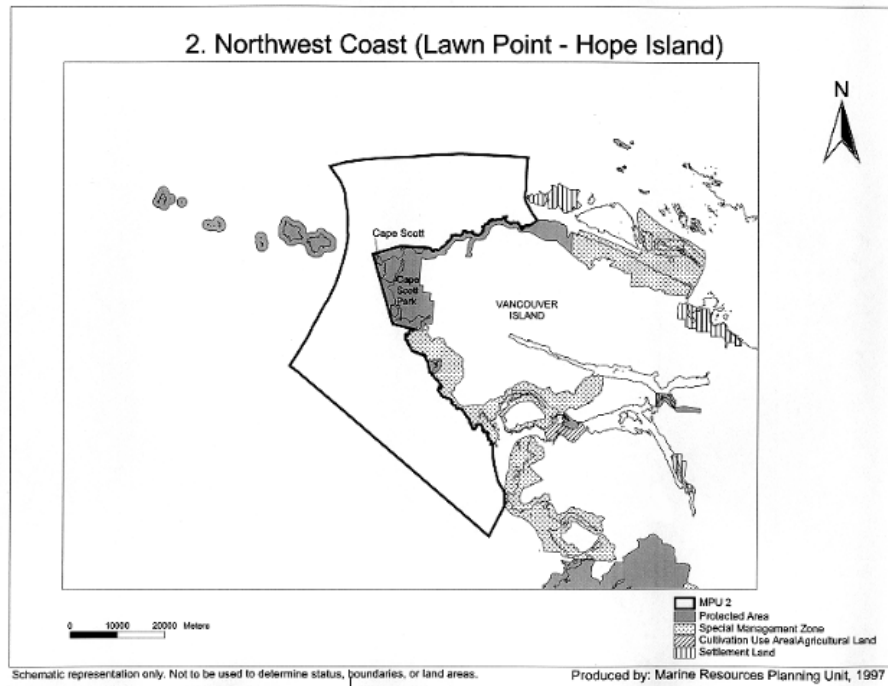 2. Northwest Coast (Lawn Point - Hope Island)
N
Cape Scott
Cape
Scott
Park
VANCOUVER
ISLAND
0 10000 20000 Meters
MPU 2
Protected Area
Special Management Zone
Cultivation Use Area/Agricultural Land
Settlement Land
Schematic representation only. Not to be used to determine status, boundaries, or land areas.
Produced by: Marine Resources Planning Unit, 1997